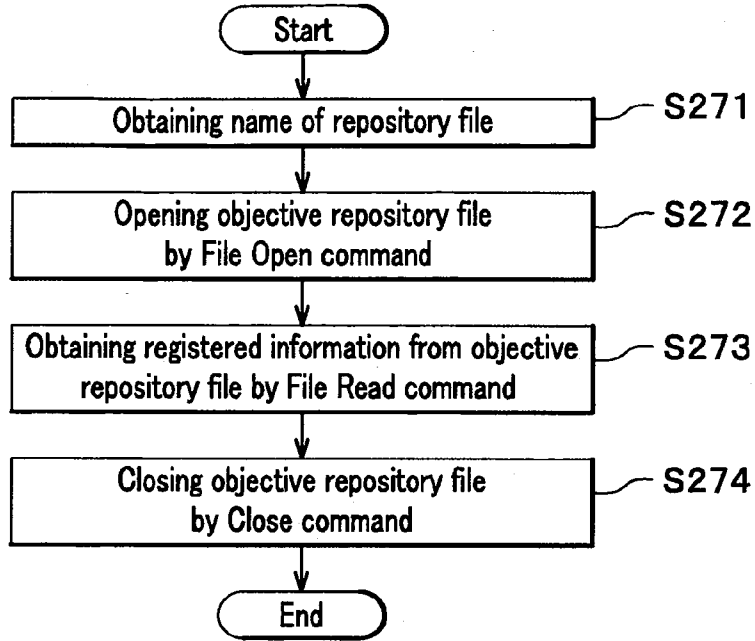 Start
Obtaining name of repository file
S271
Opening objective repository file
by File Open command
S272
Obtaining registered information from objective
repository file by File Read command
S273
Closing objective repository file
by Close command
S274
End